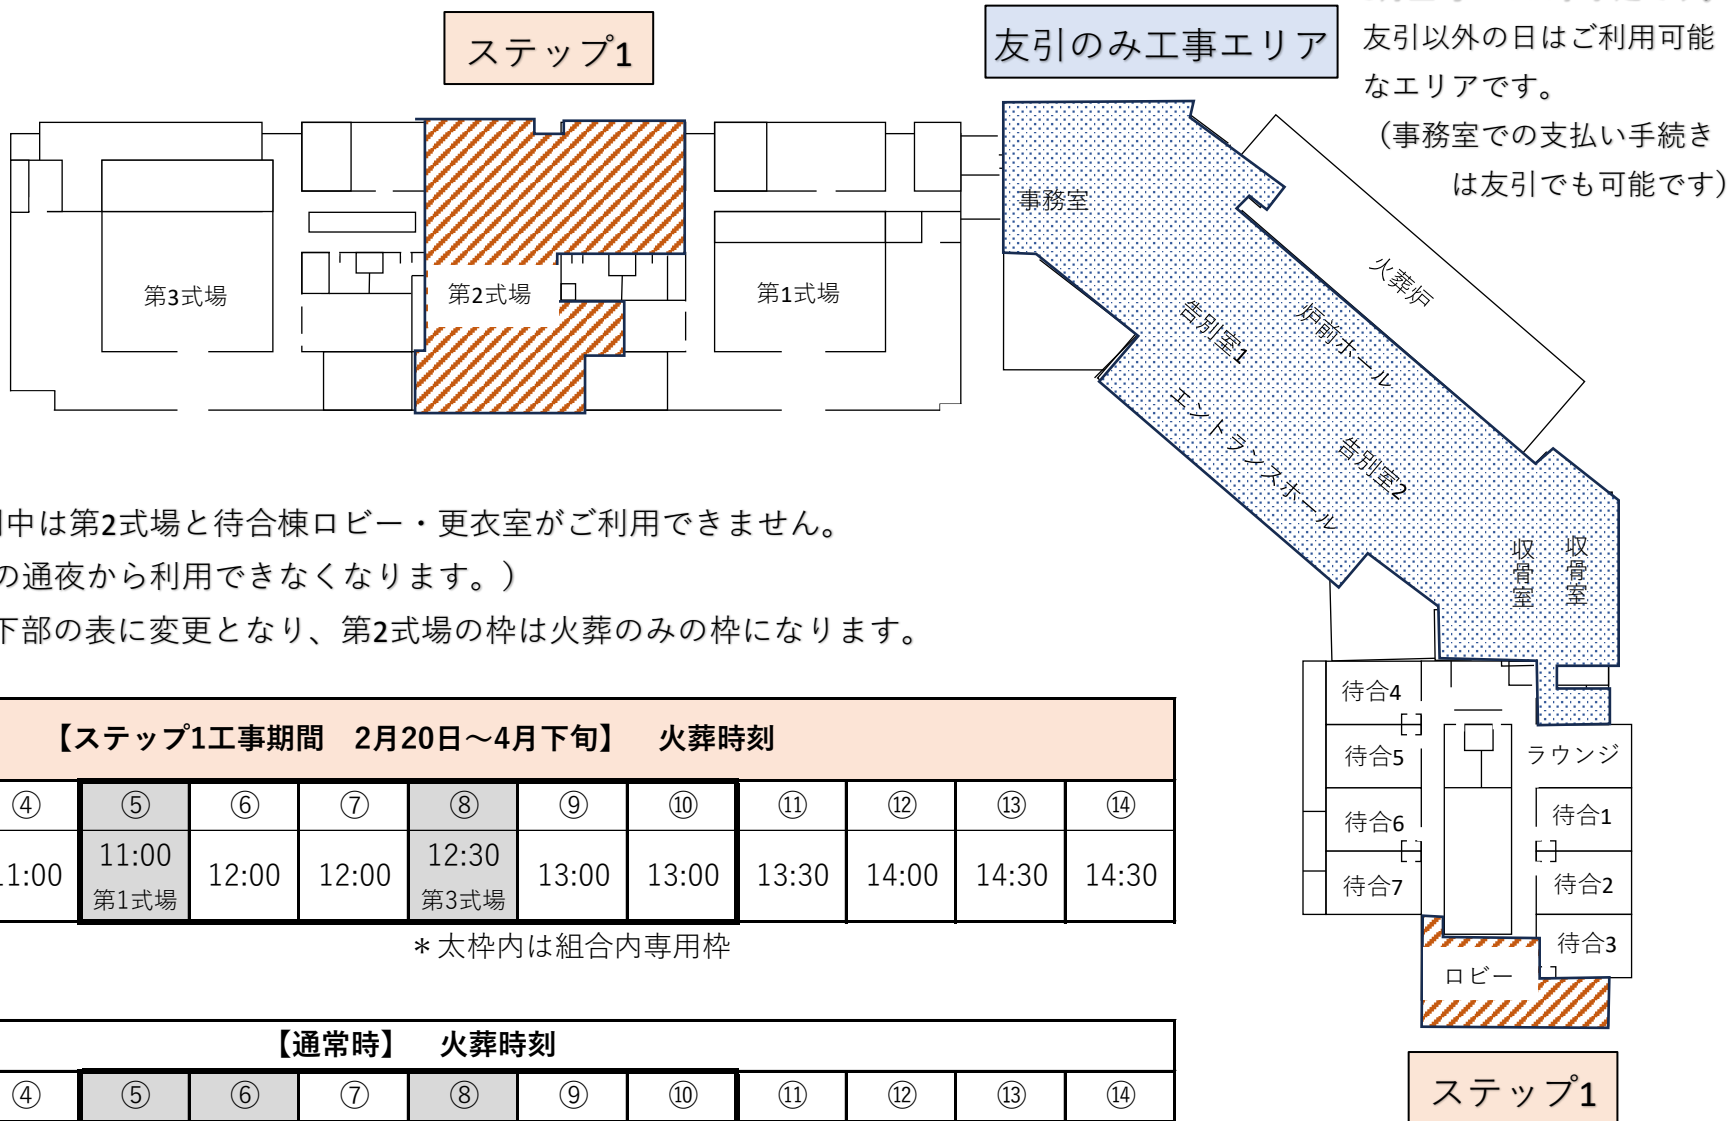 ステップ1
友引のみ工事エリア
友引以外の日はご利用可能
なエリアです。
（事務室での支払い手続き
は友引でも可能です）
事務室
火葬炉
第3式場
第2式場
第1式場
告別室1
炉前ホール
エントランスホール
告別室2
収骨室
収骨室
中は第2式場と待合棟ロビー・更衣室がご利用できません。
の通夜から利用できなくなります。）
下部の表に変更となり、第2式場の枠は火葬のみの枠になります。
待合4
待合5
ラウンジ
待合6
待合1
待合7
待合2
待合3
ロビー
ステップ1
【ステップ1工事期間　2月20日～4月下旬】　火葬時刻
④ ⑤ ⑥ ⑦ ⑧ ⑨ ⑩ ⑪ ⑫ ⑬ ⑭
1:00 11:00 12:00 12:00 12:30 13:00 13:00 13:30 14:00 14:30 14:30
第1式場 第3式場
＊太枠内は組合内専用枠
【通常時】　火葬時刻
④ ⑤ ⑥ ⑦ ⑧ ⑨ ⑩ ⑪ ⑫ ⑬ ⑭